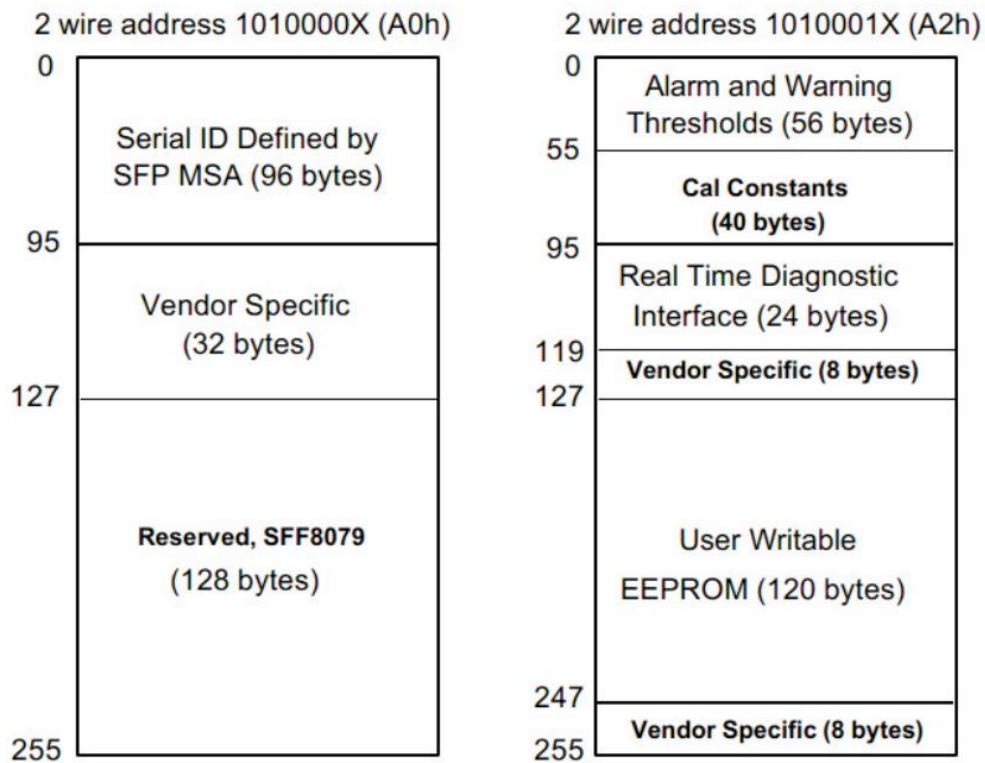 2 wire address 1010000X (A0h)
0
Serial ID Defined by
SFP MSA (96 bytes)
95
Vendor Specific
(32 bytes)
127
Reserved, SFF8079
(128 bytes)
255
2 wire address 1010001X (A2h)
0
Alarm and Warning
Thresholds (56 bytes)
55
Cal Constants
(40 bytes)
95
Real Time Diagnostic
Interface (24 bytes)
119
Vendor Specific (8 bytes)
127
User Writable
EEPROM (120 bytes)
247
Vendor Specific (8 bytes)
255